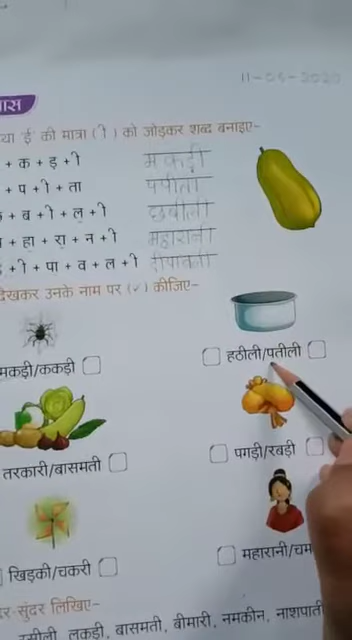 11-05-2020
यास
या 'ई' की मात्रा ( ी ) को जोड़कर शब्द बनाइए-
+ क + ड़ + ी मकड़ी
+ प + ी + ता पपीता
+ ब + ी + ल + ी छबीली
+ हा + रा + न + ी महारानी
+ ी + पा + व + ल + ी दीपावली
देखकर उनके नाम पर (✓) कीजिए-
मकड़ी/ककड़ी
हठीली/पतीली
तरकारी/बासमती
पगड़ी/रबड़ी
खिड़की/चकरी
महारानी/चम
सुंदर लिखिए-
लकड़ी, बासमती, बीमारी, नमकीन, नाशपाती